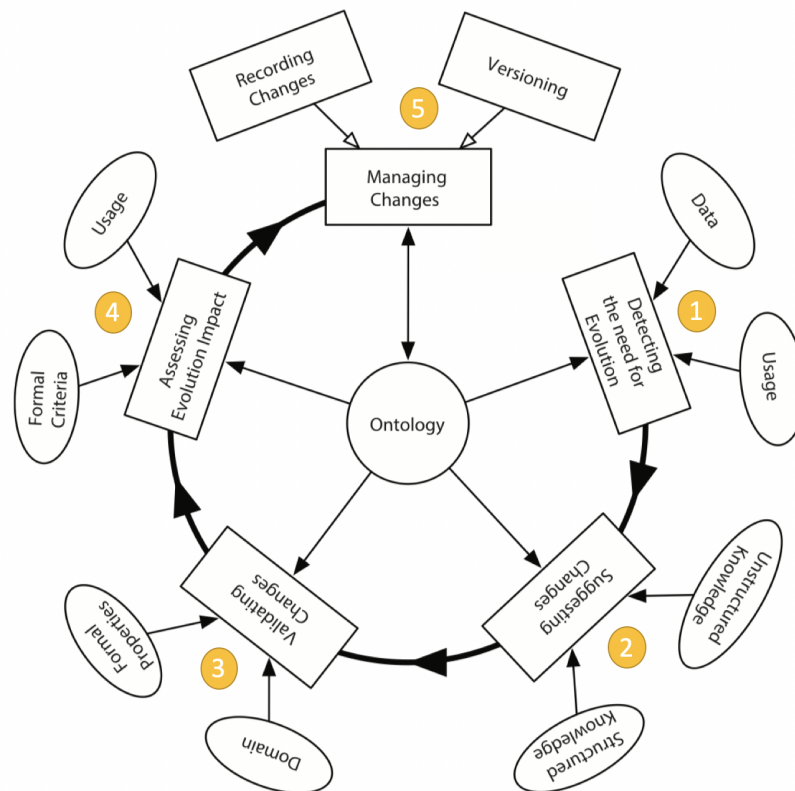 Recording
Changes
5
Versioning
Managing
Changes
Usage
Data
4
Assessing
Evolution Impact
Detecting
the need for
Evolution
1
Formal
Criteria
Ontology
Usage
Validating
Changes
Suggesting
Changes
Unstructured
Knowledge
Formal
Properties
3
2
Domain
Structured
Knowledge